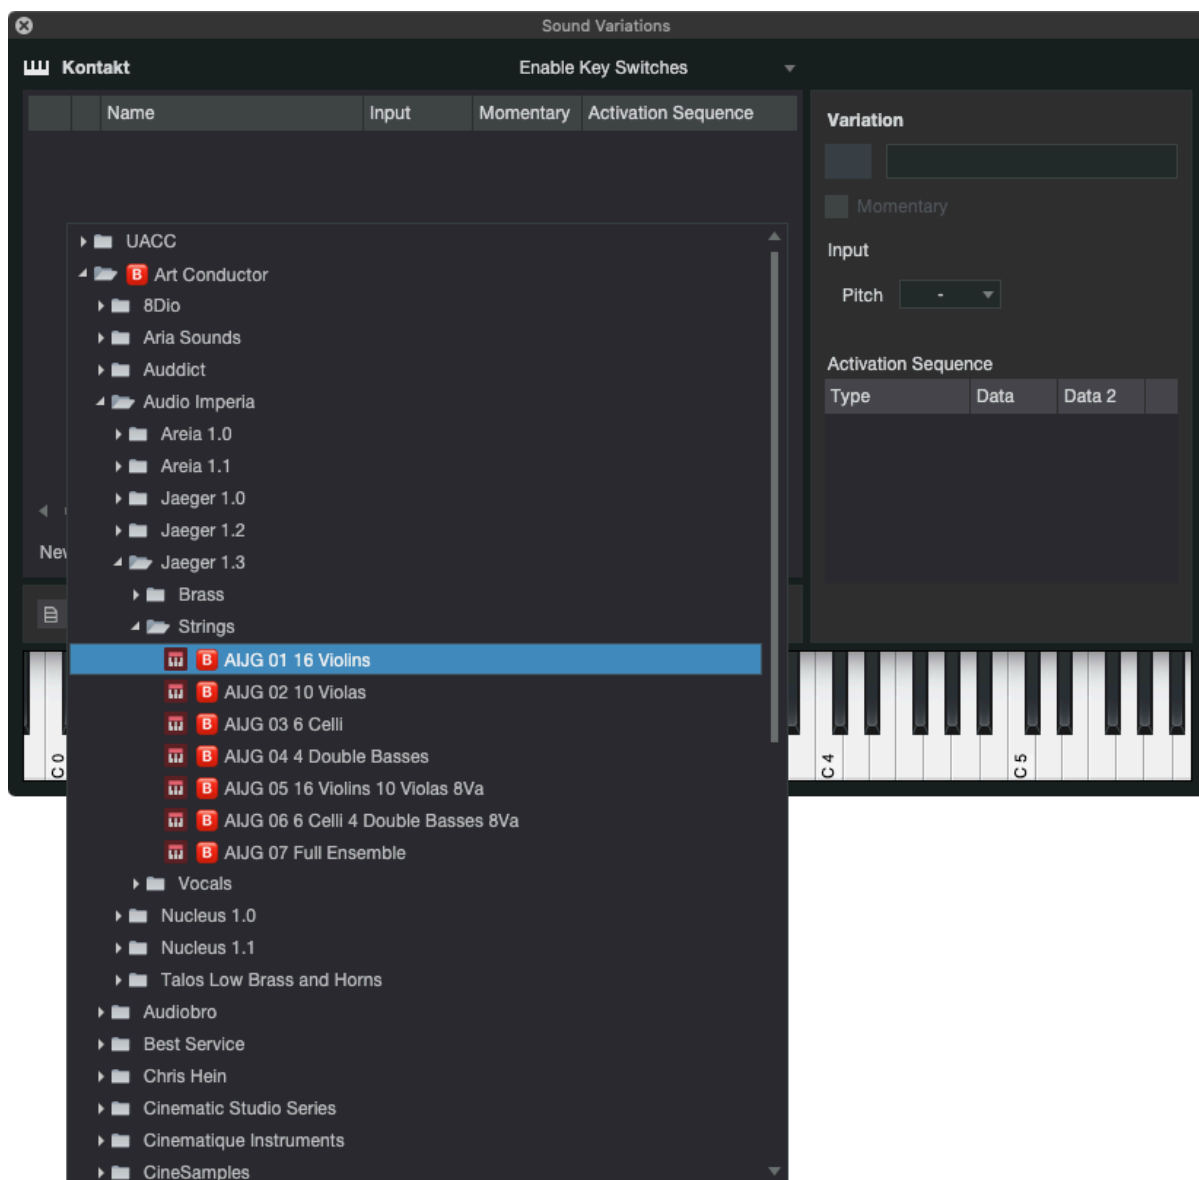 Sound Variations
Kontakt
Enable Key Switches
Name Input Momentary Activation Sequence
Variation
Momentary
Input
Pitch -
Activation Sequence
Type Data Data 2
UACC
B Art Conductor
8Dio
Aria Sounds
Auddict
Audio Imperia
Areia 1.0
Areia 1.1
Jaeger 1.0
Jaeger 1.2
Jaeger 1.3
Brass
Strings
B AIJG 01 16 Violins
B AIJG 02 10 Violas
B AIJG 03 6 Celli
B AIJG 04 4 Double Basses
B AIJG 05 16 Violins 10 Violas 8Va
B AIJG 06 6 Celli 4 Double Basses 8Va
B AIJG 07 Full Ensemble
Vocals
Nucleus 1.0
Nucleus 1.1
Talos Low Brass and Horns
Audiobro
Best Service
Chris Hein
Cinematic Studio Series
Cinematique Instruments
CineSamples
C 0
C 4
C 5